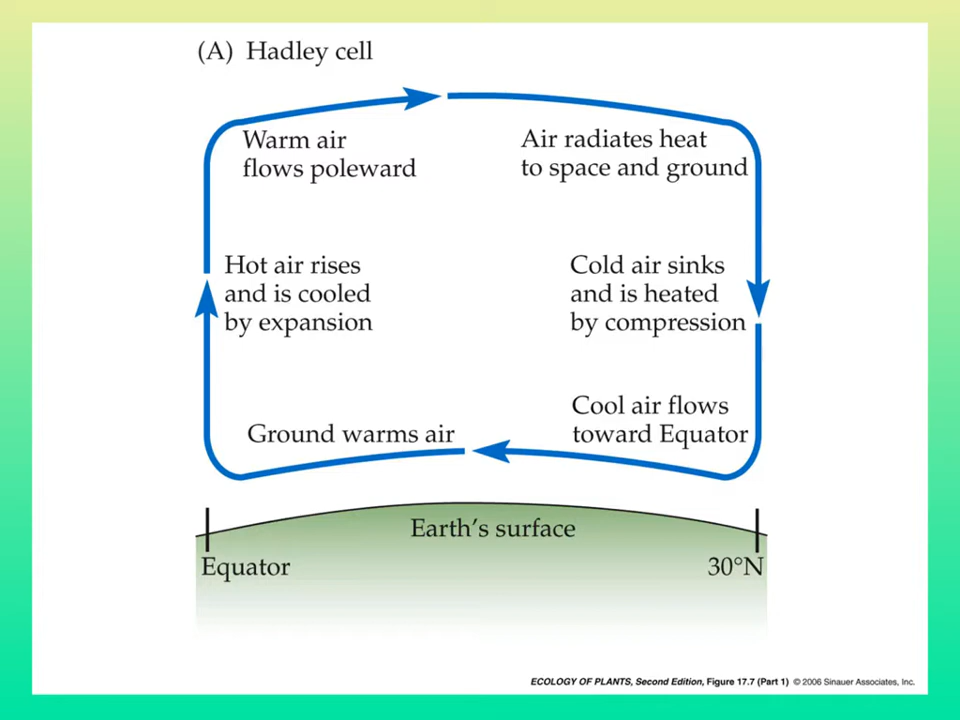 (A) Hadley cell
Warm air
flows poleward
Air radiates heat
to space and ground
Hot air rises
and is cooled
by expansion
Cold air sinks
and is heated
by compression
Cool air flows
toward Equator
Ground warms air
Earth's surface
Equator
30°N
ECOLOGY OF PLANTS, Second Edition, Figure 17.7 (Part 1) © 2006 Sinauer Associates, Inc.